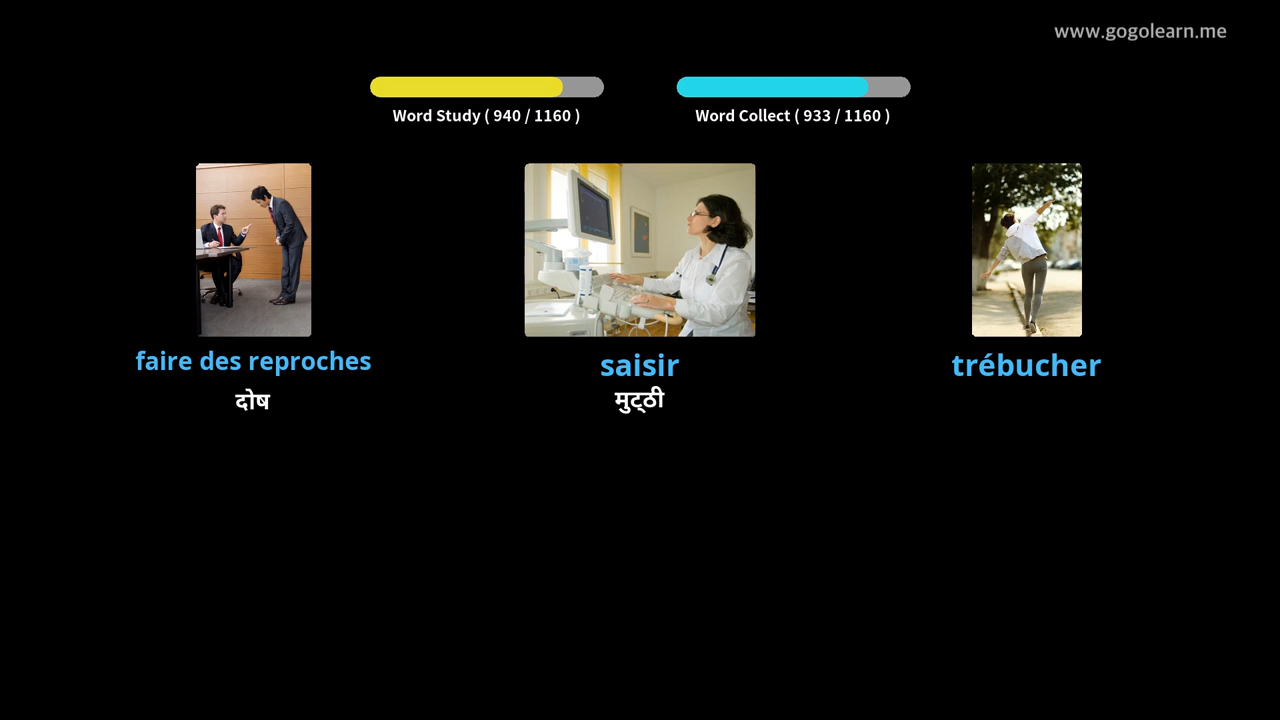 www.gogolearn.me
Word Study ( 940 / 1160 )
Word Collect ( 933 / 1160 )
faire des reproches
saisir
trébucher
दोष
मुट्ठी